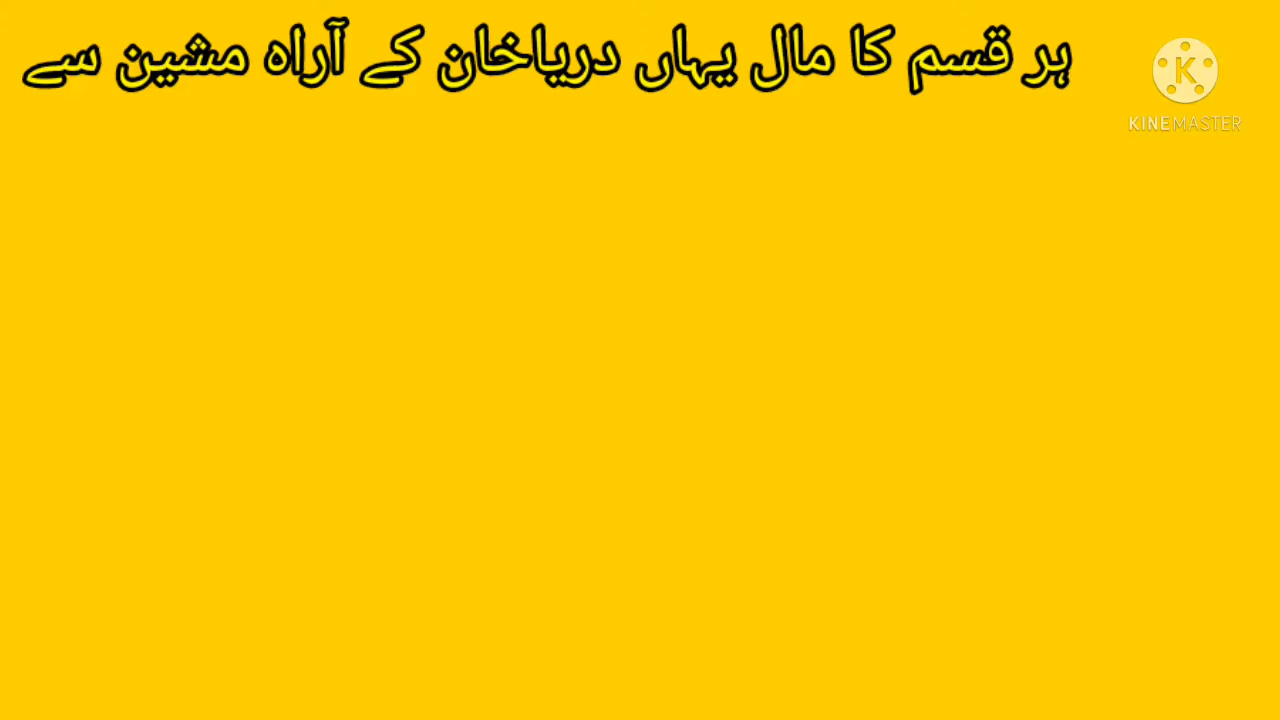 ہر قسم کا مال یہاں دریاخان کے آراہ مشین سے
KINEMASTER